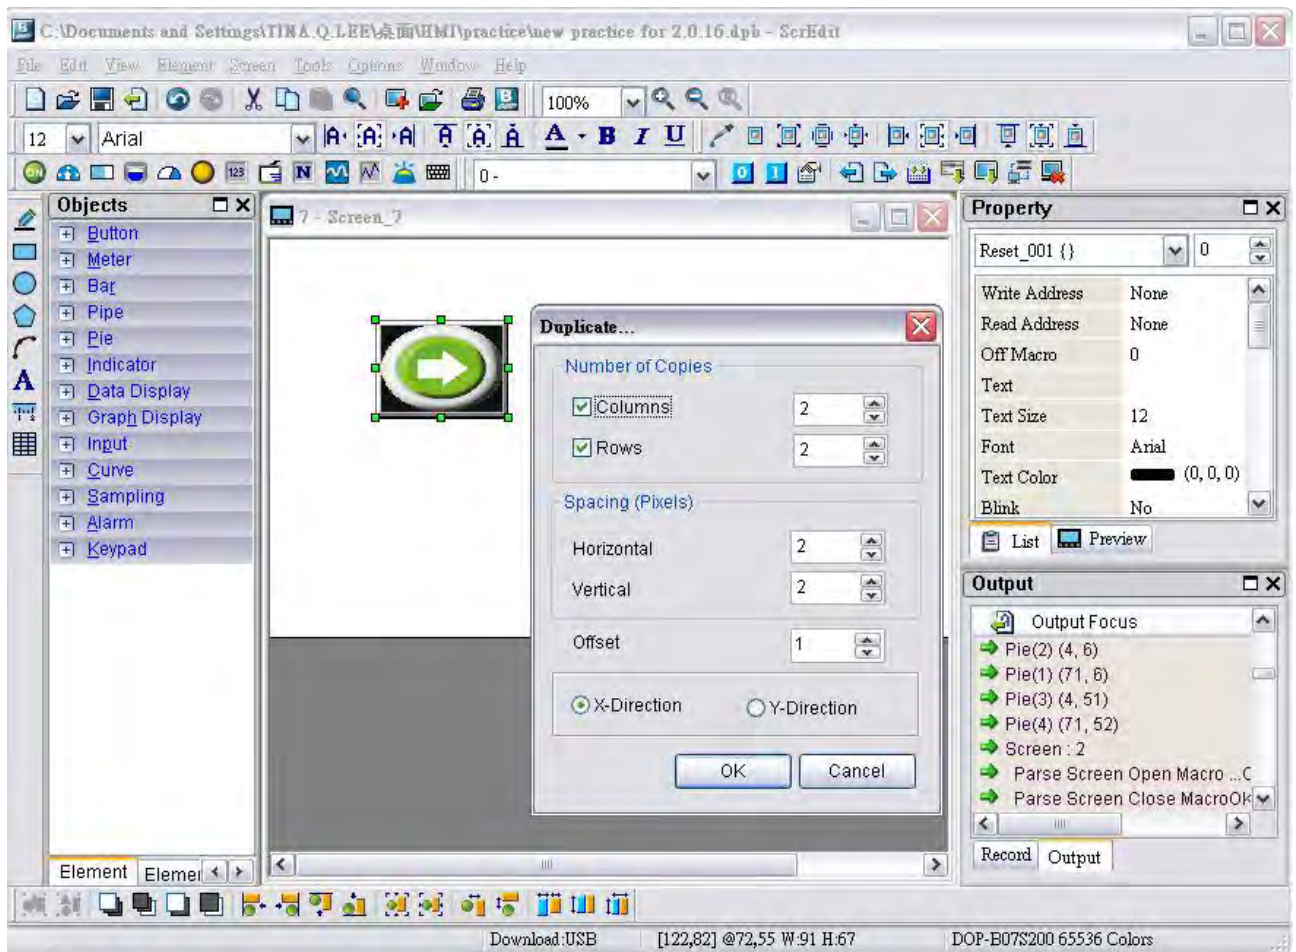 C:\Documents and Settings\TINA.Q.LEE\桌面\HMI\practice\new practice for 2.0.16.dpb - ScrEdit
File Edit View Element Screen Tools Options Window Help
100%
12 Arial
A A A A A A A B I U
ON 123 N 0 - 0 1
Objects
Button
Meter
Bar
Pipe
Pie
Indicator
Data Display
Graph Display
Input
Curve
Sampling
Alarm
Keypad
Element Elemei
A
7 - Screen_7
Duplicate...
Number of Copies
Columns 2
Rows 2
Spacing (Pixels)
Horizontal 2
Vertical 2
Offset 1
X-Direction Y-Direction
OK Cancel
Property
Reset_001 {} 0
Write Address None
Read Address None
Off Macro 0
Text
Text Size 12
Font Arial
Text Color (0, 0, 0)
Blink No
List Preview
Output
Output Focus
Pie(2) (4, 6)
Pie(1) (71, 6)
Pie(3) (4, 51)
Pie(4) (71, 52)
Screen : 2
Parse Screen Open Macro ...C
Parse Screen Close MacroOk
Record Output
Download:USB [122,82] @72,55 W:91 H:67 DOP-B07S200 65536 Colors